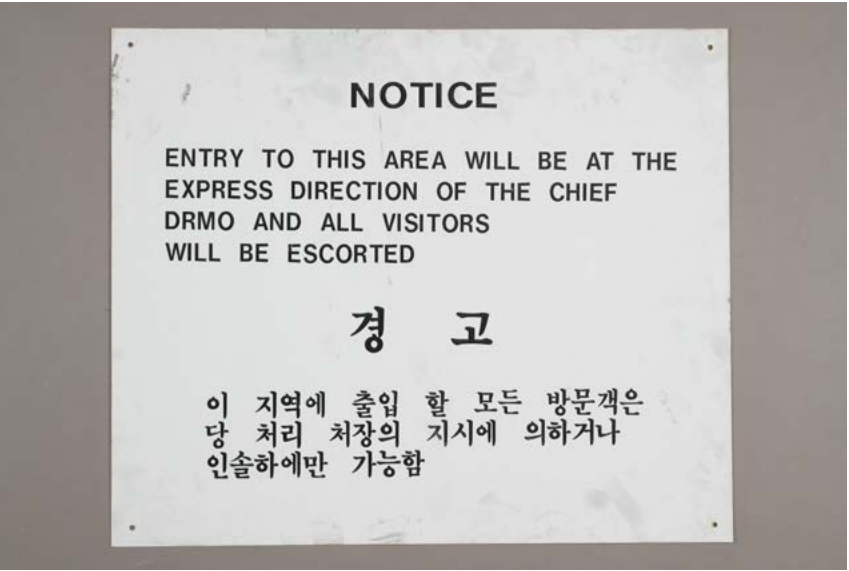 NOTICE
ENTRY TO THIS AREA WILL BE AT THE
EXPRESS DIRECTION OF THE CHIEF
DRMO AND ALL VISITORS
WILL BE ESCORTED
경 고
이 지역에 출입 할 모든 방문객은
당 처리 처장의 지시에 의하거나
인솔하에만 가능함